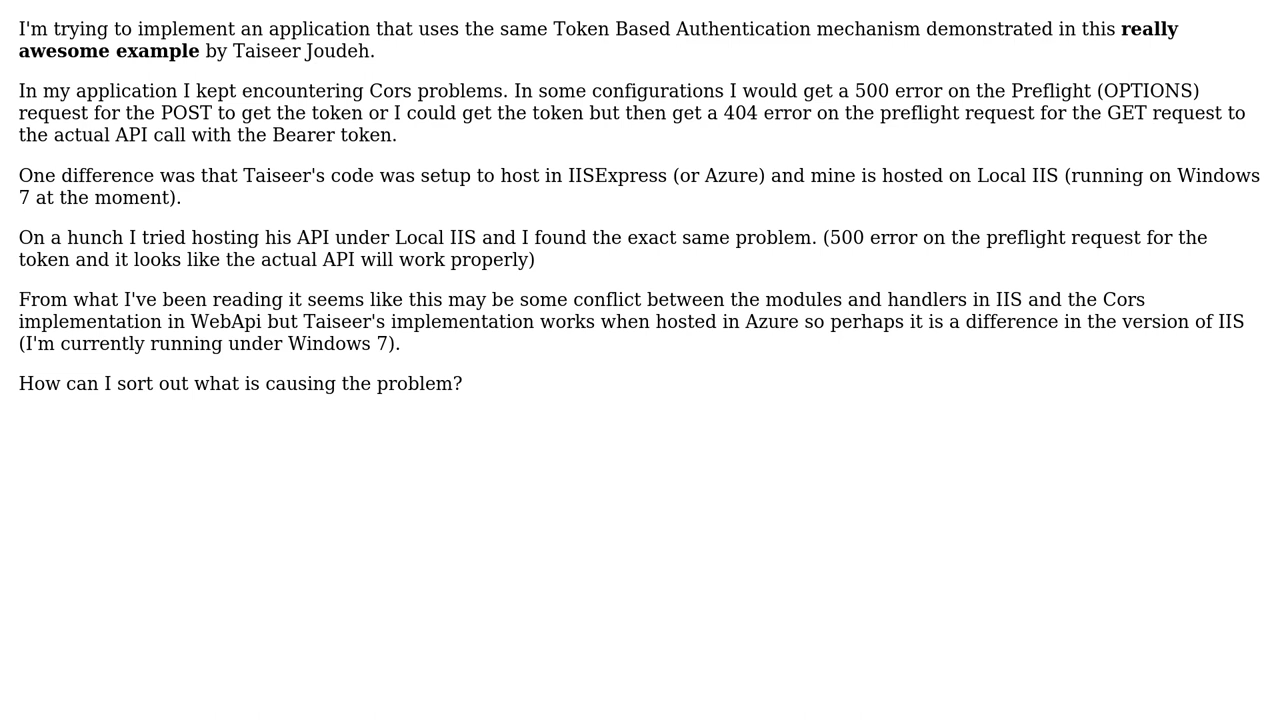 I'm trying to implement an application that uses the same Token Based Authentication mechanism demonstrated in this really
awesome example by Taiseer Joudeh.
In my application I kept encountering Cors problems. In some configurations I would get a 500 error on the Preflight (OPTIONS)
request for the POST to get the token or I could get the token but then get a 404 error on the preflight request for the GET request to
the actual API call with the Bearer token.
One difference was that Taiseer's code was setup to host in IISExpress (or Azure) and mine is hosted on Local IIS (running on Windows
7 at the moment).
On a hunch I tried hosting his API under Local IIS and I found the exact same problem. (500 error on the preflight request for the
token and it looks like the actual API will work properly)
From what I've been reading it seems like this may be some conflict between the modules and handlers in IIS and the Cors
implementation in WebApi but Taiseer's implementation works when hosted in Azure so perhaps it is a difference in the version of IIS
(I'm currently running under Windows 7).
How can I sort out what is causing the problem?